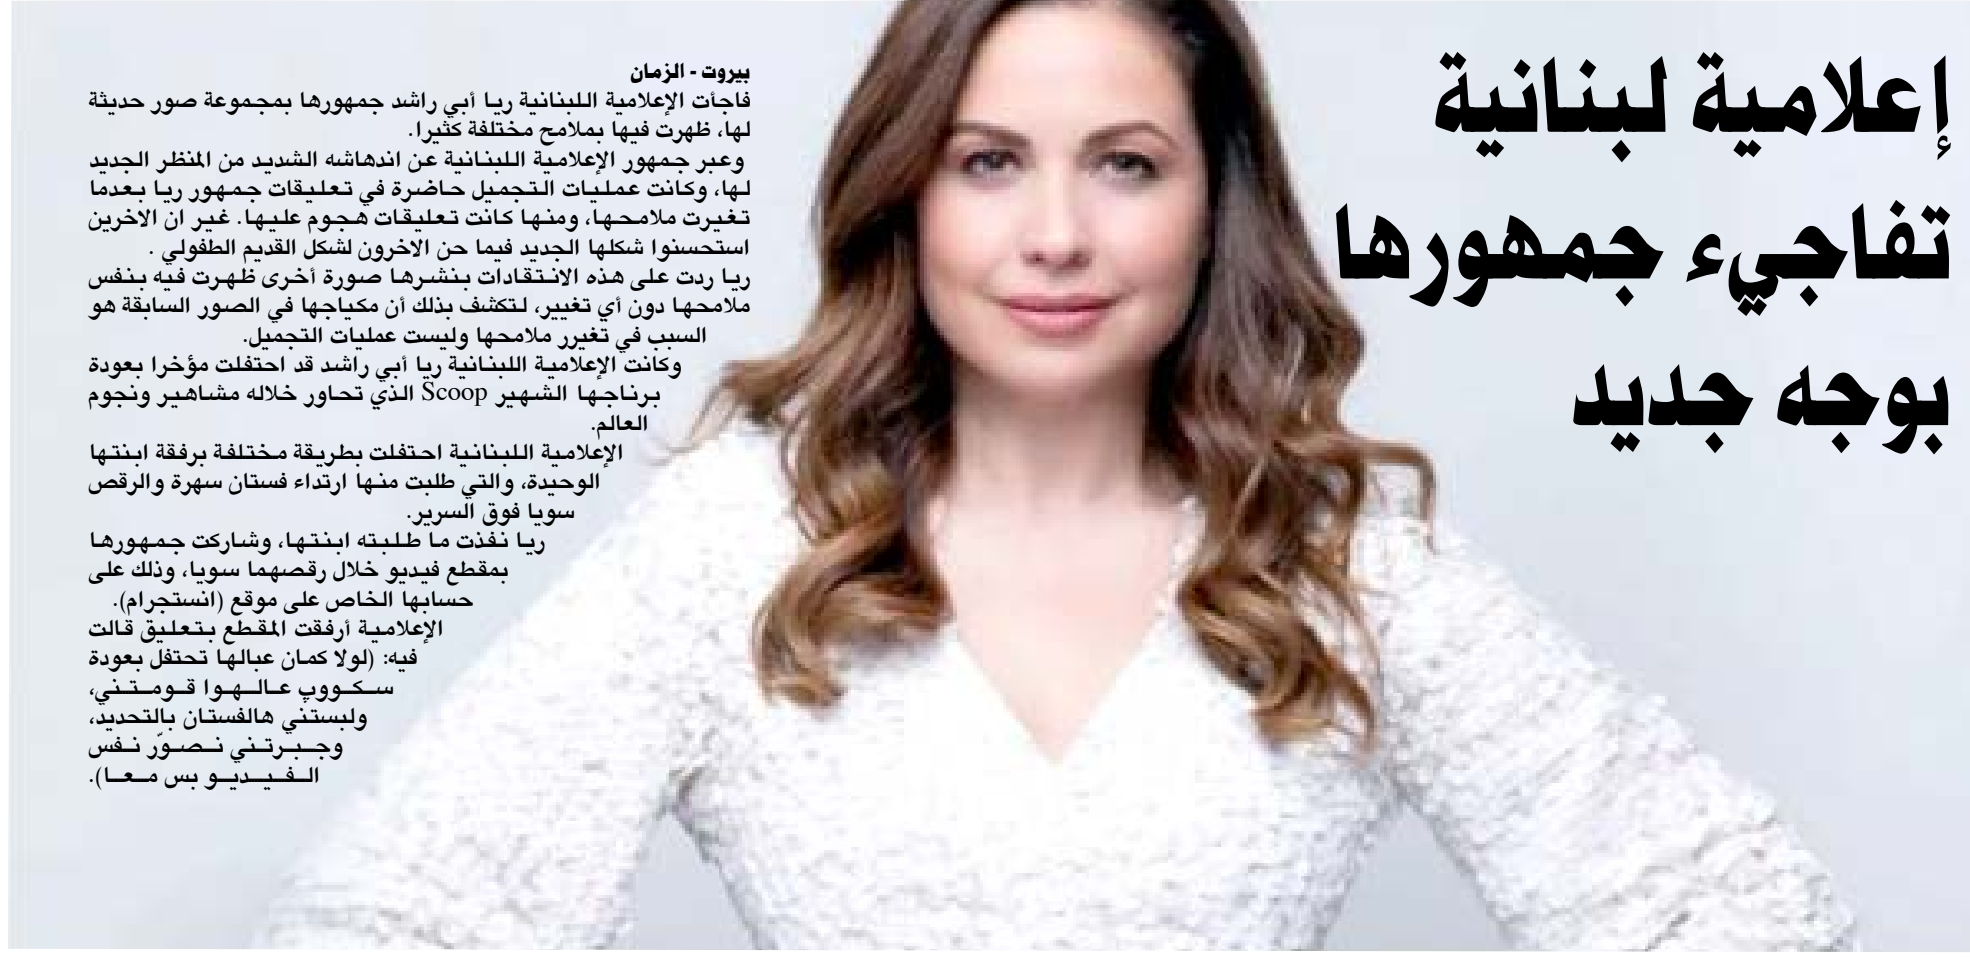 إعلامية لبنانية
تفاجيء جمهورها
بوجه جديد
بيروت - الزمان
فاجأت الإعلامية اللبنانية ريا أبي راشد جمهورها بمجموعة صور حديثة
لها، ظهرت فيها بملامح مختلفة كثيرا.
وعبر جمهور الإعلامية اللبنانية عن اندهاشه الشديد من المنظر الجديد
لها، وكانت عمليات التجميل حاضرة في تعليقات جمهور ريا بعدما
تغيرت ملامحها، ومنها كانت تعليقات هجوم عليها. غير ان الاخرين
استحسنوا شكلها الجديد فيما حن الاخرون لشكل القديم الطفولي .
ريا ردت على هذه الانتقادات بنشرها صورة أخرى ظهرت فيه بنفس
ملامحها دون أي تغيير، لتكشف بذلك أن مكياجها في الصور السابقة هو
السبب في تغيرر ملامحها وليست عمليات التجميل.
وكانت الإعلامية اللبنانية ريا أبي راشد قد احتفلت مؤخرا بعودة
برناجها الشهير Scoop الذي تحاور خلاله مشاهير ونجوم
العالم.
الإعلامية اللبنانية احتفلت بطريقة مختلفة برفقة ابنتها
الوحيدة، والتي طلبت منها ارتداء فستان سهرة والرقص
سويا فوق السرير.
ريا نفذت ما طلبته ابنتها، وشاركت جمهورها
بمقطع فيديو خلال رقصهما سويا، وذلك على
حسابها الخاص على موقع (انستجرام).
الإعلامية أرفقت المقطع بتعليق قالت
فيه: (لولا كمان عبالها تحتفل بعودة
سكووپ عالهوا قومتني،
ولبستني هالفستان بالتحديد،
وجبرتني نصوّر نفس
الفيديو بس معا).